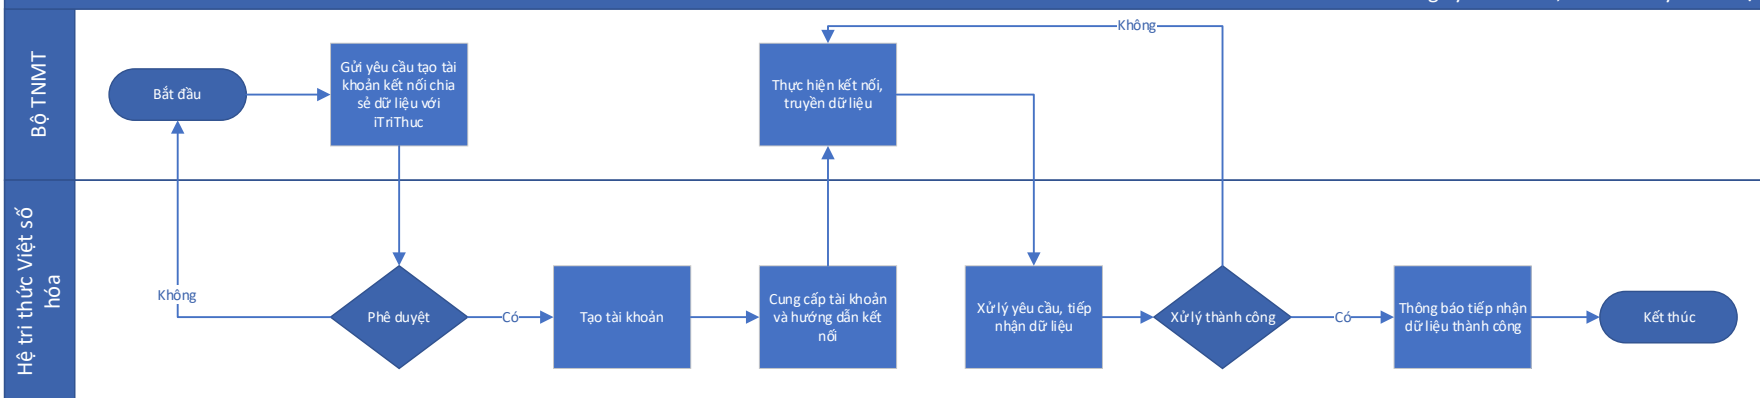 Bộ TNMT
Bắt đầu
Gửi yêu cầu tạo tài
khoản kết nối chia
sẻ dữ liệu với
iTriThuc
Thực hiện kết nối,
truyền dữ liệu
Không
Hệ tri thức Việt số
hóa
Không
Phê duyệt
Có
Tạo tài khoản
Cung cấp tài khoản
và hướng dẫn kết
nối
Xử lý yêu cầu, tiếp
nhận dữ liệu
Xử lý thành công
Có
Thông báo tiếp nhận
dữ liệu thành công
Kết thúc